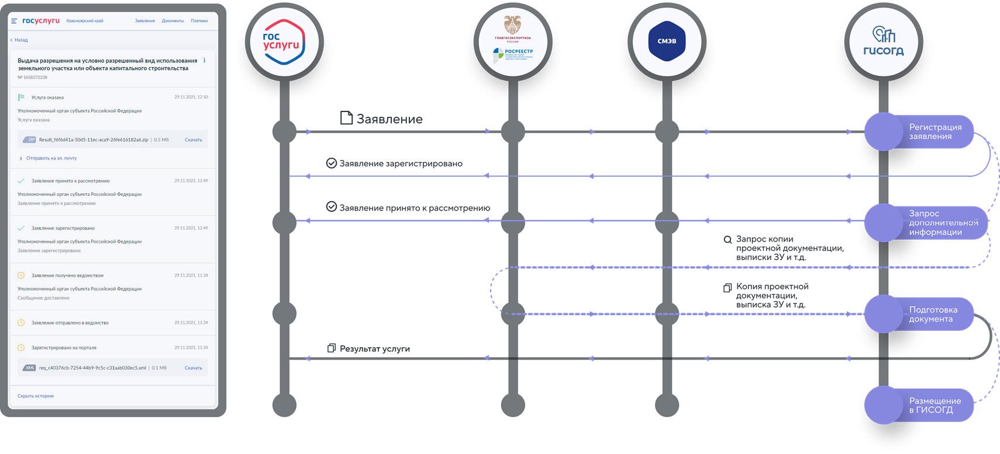 госуслуги Красноярский край Заявления Документы Платежи
Назад
Выдача разрешения на условно разрешенный вид использования
земельного участка или объекта капитального строительства
№ 1658372238
Услуга оказана 29.11.2021, 12:50
Уполномоченный орган субъекта Российской Федерации
Услуга оказана
ZIP Result_f6f6d41a-50d5-11ec-aca9-26fe616182a6.zip | 0.5 Мб Скачать
Отправить на эл. почту
Заявление принято к рассмотрению 29.11.2021, 12:49
Уполномоченный орган субъекта Российской Федерации
Заявление принято к рассмотрению
Заявление зарегистрировано 29.11.2021, 12:49
Уполномоченный орган субъекта Российской Федерации
Заявление зарегистрировано
Заявление получено ведомством 29.11.2021, 11:34
Уполномоченный орган субъекта Российской Федерации
Сообщение доставлено
Заявление отправлено в ведомство 29.11.2021, 11:34
Зарегистрировано на портале 29.11.2021, 11:34
XML req_c40376cb-7254-44b9-9c5c-c31aab030ec5.xml | 0.1 Мб Скачать
Скрыть историю
гос
услуги
ГЛАВГОСЭКСПЕРТИЗА
РОССИИ
РОСРЕЕСТР
Федеральная служба
государственной регистрации,
кадастра и картографии
СМЭВ
ГИСОГД
Заявление
Регистрация
заявления
Заявление зарегистрировано
Заявление принято к рассмотрению
Запрос
дополнительной
информации
Запрос копии
проектной документации,
выписки ЗУ и т.д.
Копия проектной
документации,
выписка ЗУ и т.д.
Подготовка
документа
Результат услуги
Размещение
в ГИСОГД